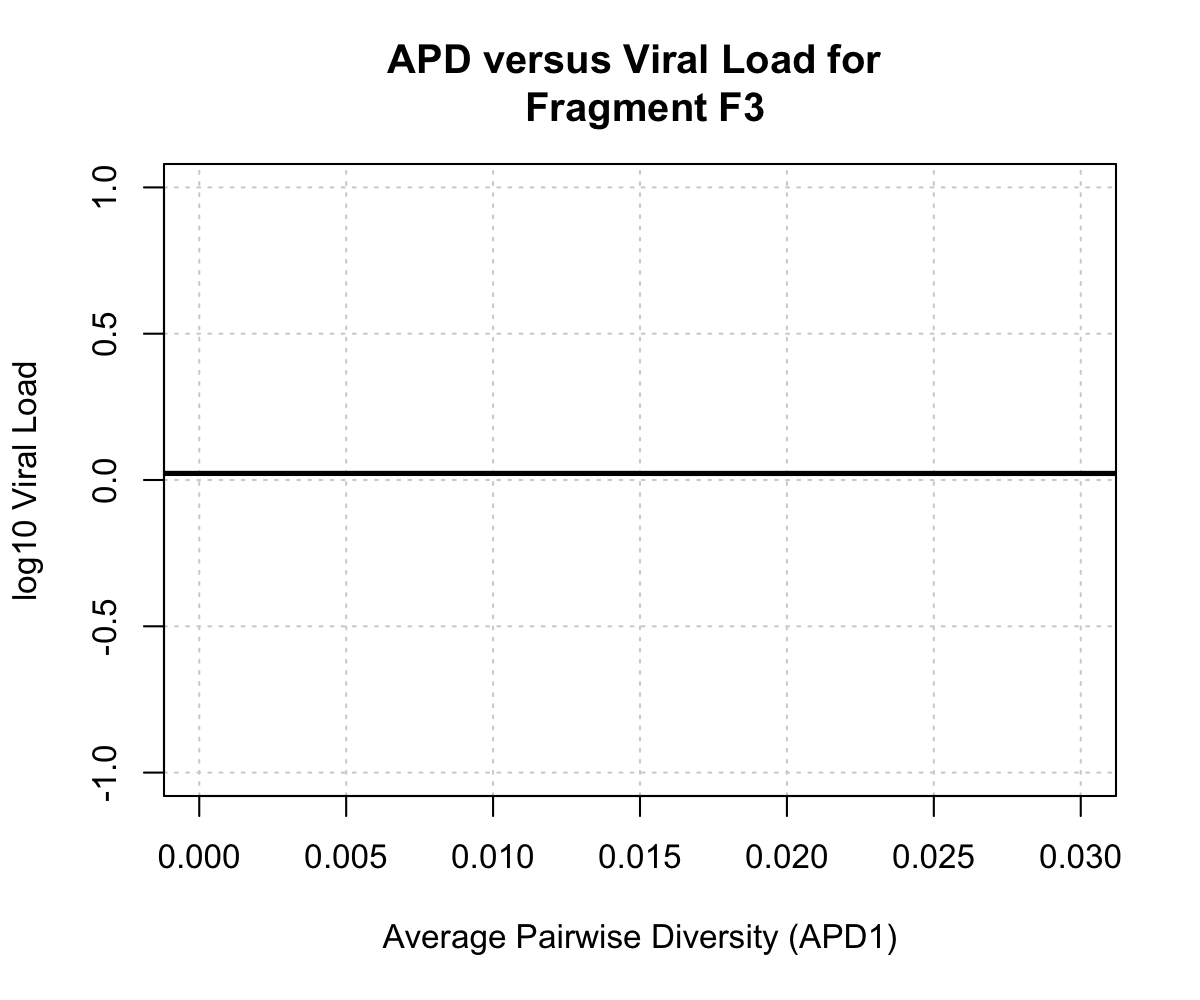 APD versus Viral Load for
Fragment F3
log10 Viral Load
1.0
0.5
0.0
-0.5
-1.0
0.000 0.005 0.010 0.015 0.020 0.025 0.030
Average Pairwise Diversity (APD1)